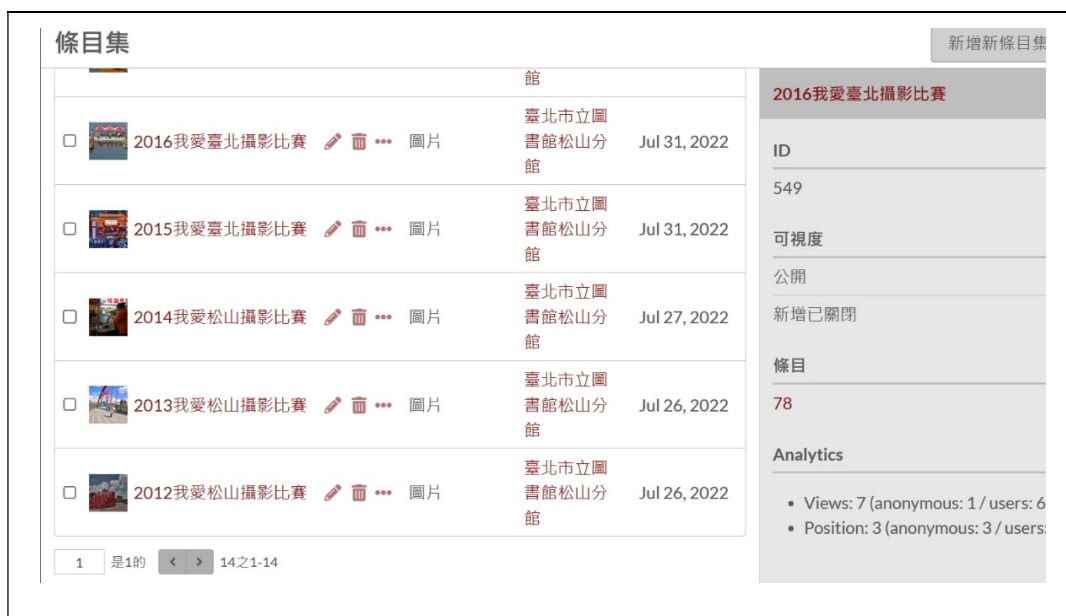 條目集
新增新條目集
館
2016我愛臺北攝影比賽 圖片 臺北市立圖書館松山分館 Jul 31, 2022
2015我愛臺北攝影比賽 圖片 臺北市立圖書館松山分館 Jul 31, 2022
2014我愛松山攝影比賽 圖片 臺北市立圖書館松山分館 Jul 27, 2022
2013我愛松山攝影比賽 圖片 臺北市立圖書館松山分館 Jul 26, 2022
2012我愛松山攝影比賽 圖片 臺北市立圖書館松山分館 Jul 26, 2022
1 是1的 < > 14之1-14
2016我愛臺北攝影比賽
ID
549
可視度
公開
新增已關閉
條目
78
Analytics
Views: 7 (anonymous: 1 / users: 6
Position: 3 (anonymous: 3 / users: